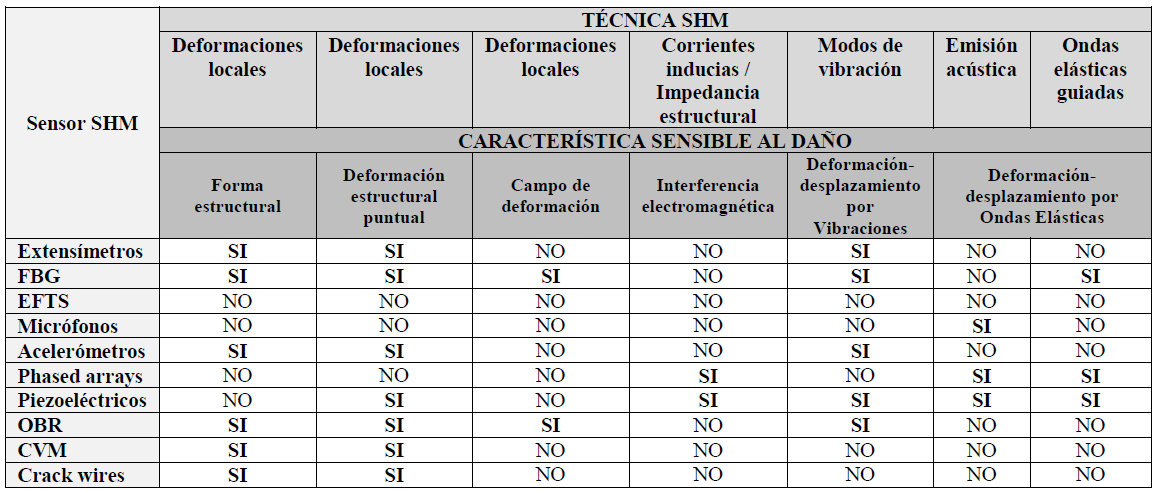 TÉCNICA SHM
Sensor SHM
Deformaciones
locales
Deformaciones
locales
Deformaciones
locales
Corrientes
inducias /
Impedancia
estructural
Modos de
vibración
Emisión
acústica
Ondas
elásticas
guiadas
CARACTERÍSTICA SENSIBLE AL DAÑO
Forma
estructural
Deformación
estructural
puntual
Campo de
deformación
Interferencia
electromagnética
Deformación-
desplazamiento
por
Vibraciones
Deformación-
desplazamiento por
Ondas Elásticas
Extensímetros SI SI NO NO SI NO NO
FBG SI SI SI NO SI NO SI
EFTS NO NO NO NO NO NO NO
Micrófonos NO NO NO NO NO SI NO
Acelerómetros SI SI NO NO SI NO NO
Phased arrays NO NO NO SI NO SI SI
Piezoeléctricos NO SI NO SI SI SI SI
OBR SI SI SI NO SI NO NO
CVM SI SI NO NO NO NO NO
Crack wires SI SI NO NO NO NO NO